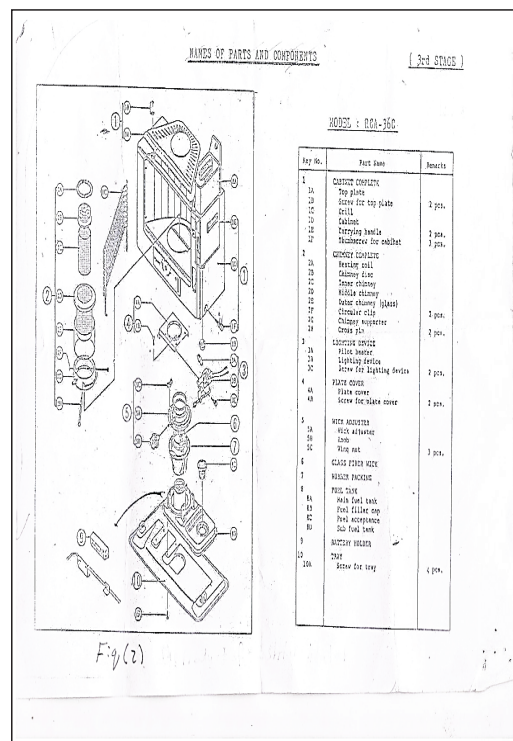 NAMES OF PARTS AND COMPONENTS
( 3rd STAGE )
MODEL : RCA-36C
Key No. Part Name Remarks
1 CABINET COMPLETE
1A Top plate
1B Screw for top plate 2 pcs.
1C Grill
1D Cabinet
1E Carrying handle 2 pcs.
1F Thumbscrew for cabinet 3 pcs.
2 CHIMNEY COMPLETE
2A Heating coil
2B Chimney disc
2C Inner chimney
2D Middle chimney
2E Outer chimney (glass)
2F Circular clip 3 pcs.
2G Chimney supporter
2H Cross pin 2 pcs.
3 LIGHTING DEVICE
3A Pilot heater
3B Lighting device
3C Screw for lighting device 2 pcs.
4 PLATE COVER
4A Plate cover
4B Screw for plate cover
5 WICK ADJUSTER
5A Wick adjuster
5B Knob
5C Wing nut 3 pcs.
6 GLASS FIBER WICK
7 RUBBER PACKING
8 FUEL TANK
8A Main fuel tank
8B Fuel filler cap
8C Fuel acceptance
8D Sub fuel tank
9 BATTERY HOLDER
10 TRAY
10A Screw for tray 4 pcs.
Fig(2)